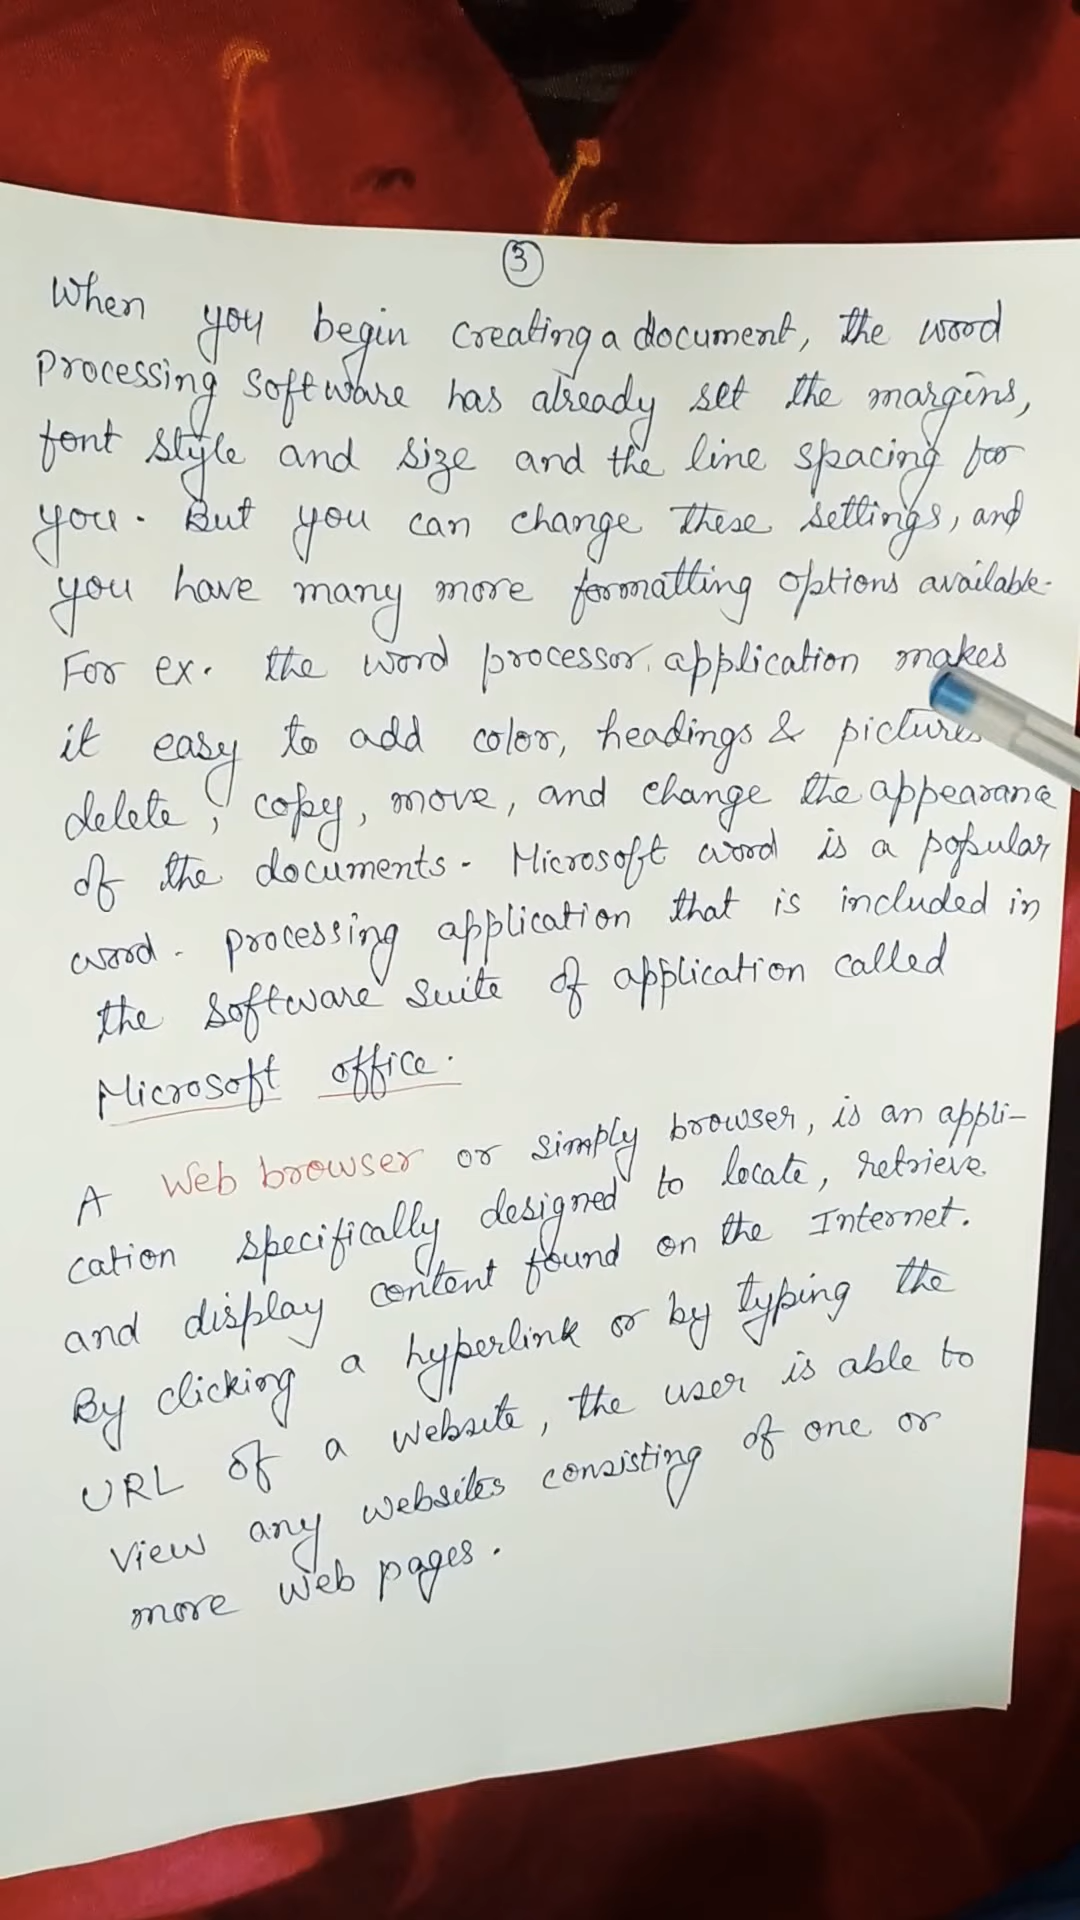 3
When you begin creating a document, the word
processing software has already set the margins,
font style and size and the line spacing for
you. But you can change these settings, and
you have many more formatting options available.
For ex. the word processor application makes
it easy to add color, headings & pictures
delete, copy, move, and change the appearance
of the documents. Microsoft word is a popular
word-processing application that is included in
the software suite of application called
Microsoft office.
A Web browser or simply browser, is an appli-
cation specifically designed to locate, retrieve
and display content found on the Internet.
By clicking a hyperlink or by typing the
URL of a website, the user is able to
view any websites consisting of one or
more web pages.